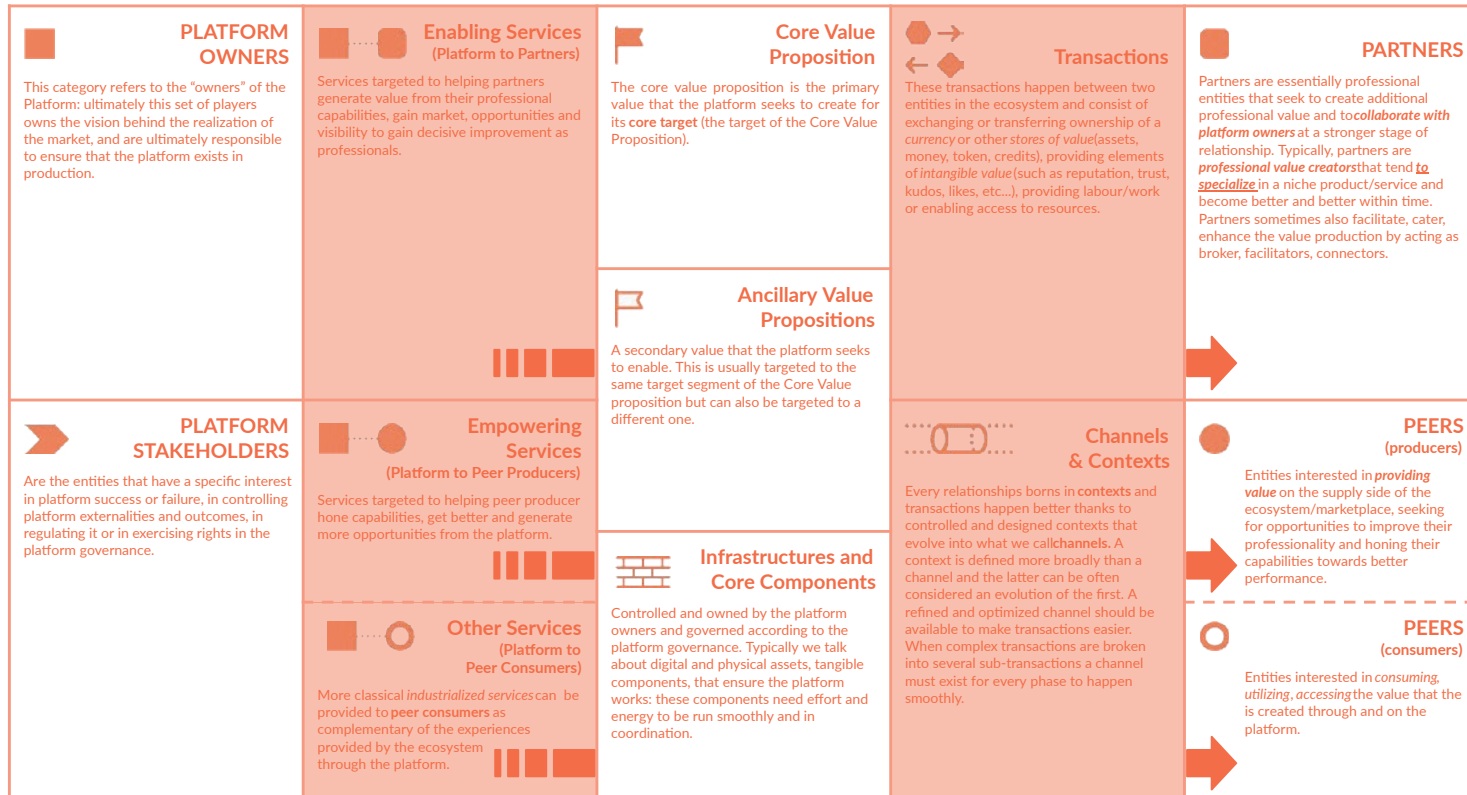 PLATFORM
OWNERS
This category refers to the “owners” of the
Platform: ultimately this set of players
owns the vision behind the realization of
the market, and are ultimately responsible
to ensure that the platform exists in
production.
Enabling Services
(Platform to Partners)
Services targeted to helping partners
generate value from their professional
capabilities, gain market, opportunities and
visibility to gain decisive improvement as
professionals.
Core Value
Proposition
The core value proposition is the primary
value that the platform seeks to create for
its core target (the target of the Core Value
Proposition).
Transactions
These transactions happen between two
entities in the ecosystem and consist of
exchanging or transferring ownership of a
currency or other stores of value(assets,
money, token, credits), providing elements
of intangible value(such as reputation, trust,
kudos, likes, etc...), providing labour/work
or enabling access to resources.
PARTNERS
Partners are essentially professional
entities that seek to create additional
professional value and tocollaborate with
platform owners at a stronger stage of
relationship. Typically, partners are
professional value creatorsthat tend to
specialize in a niche product/service and
become better and better within time.
Partners sometimes also facilitate, cater,
enhance the value production by acting as
broker, facilitators, connectors.
Ancillary Value
Propositions
A secondary value that the platform seeks
to enable. This is usually targeted to the
same target segment of the Core Value
proposition but can also be targeted to a
different one.
PLATFORM
STAKEHOLDERS
Are the entities that have a specific interest
in platform success or failure, in controlling
platform externalities and outcomes, in
regulating it or in exercising rights in the
platform governance.
Empowering
Services
(Platform to Peer Producers)
Services targeted to helping peer producer
hone capabilities, get better and generate
more opportunities from the platform.
Other Services
(Platform to
Peer Consumers)
More classical industrialized services can be
provided to peer consumers as
complementary of the experiences
provided by the ecosystem
through the platform.
Infrastructures and
Core Components
Controlled and owned by the platform
owners and governed according to the
platform governance. Typically we talk
about digital and physical assets, tangible
components, that ensure the platform
works: these components need effort and
energy to be run smoothly and in
coordination.
Channels
& Contexts
Every relationships borns in contexts and
transactions happen better thanks to
controlled and designed contexts that
evolve into what we callchannels. A
context is defined more broadly than a
channel and the latter can be often
considered an evolution of the first. A
refined and optimized channel should be
available to make transactions easier.
When complex transactions are broken
into several sub-transactions a channel
must exist for every phase to happen
smoothly.
PEERS
(producers)
Entities interested in providing
value on the supply side of the
ecosystem/marketplace, seeking
for opportunities to improve their
professionality and honing their
capabilities towards better
performance.
PEERS
(consumers)
Entities interested in consuming,
utilizing, accessingthe value that the
is created through and on the
platform.